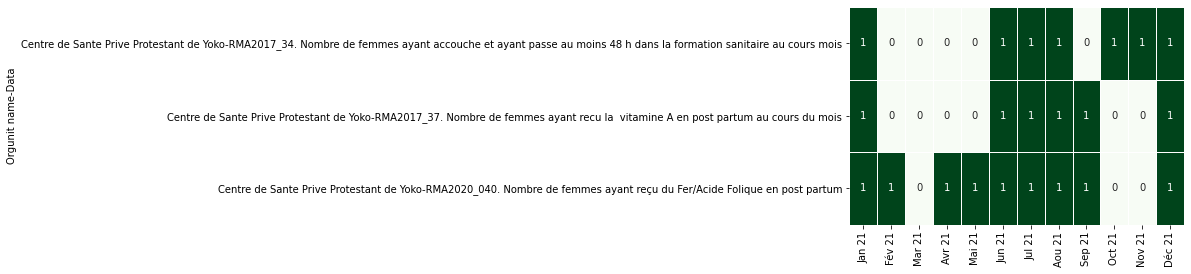 Orgunit name-Data
Centre de Sante Prive Protestant de Yoko-RMA2017_34. Nombre de femmes ayant accouche et ayant passe au moins 48 h dans la formation sanitaire au cours mois
1 0 0 0 0 1 1 1 0 1 1 1
Centre de Sante Prive Protestant de Yoko-RMA2017_37. Nombre de femmes ayant recu la  vitamine A en post partum au cours du mois
1 0 0 0 0 1 1 1 1 0 0 1
Centre de Sante Prive Protestant de Yoko-RMA2020_040. Nombre de femmes ayant reçu du Fer/Acide Folique en post partum
1 1 0 1 1 1 1 1 1 0 0 1
Jan 21
Fév 21
Mar 21
Avr 21
Mai 21
Jun 21
Jul 21
Aou 21
Sep 21
Oct 21
Nov 21
Déc 21